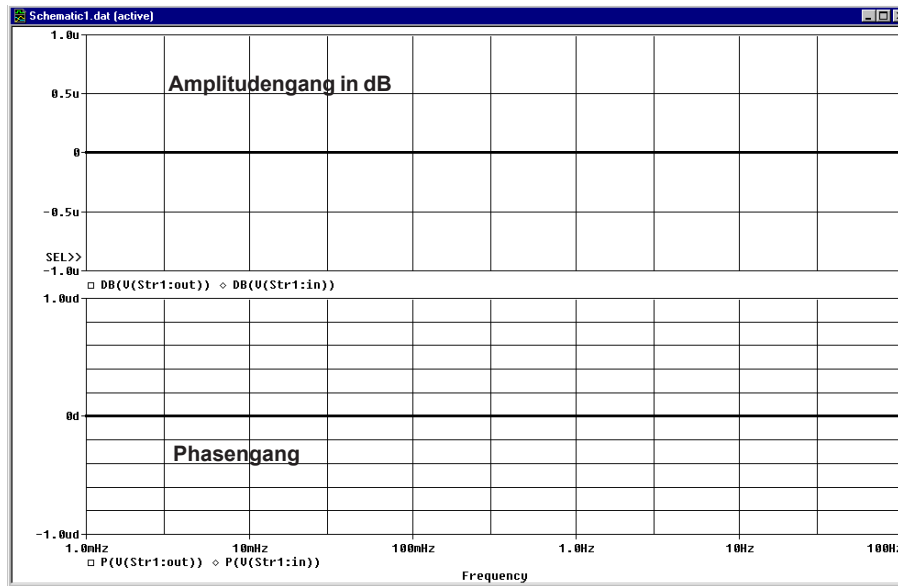 Schematic1.dat (active)
1.0u
Amplitudengang in dB
0.5u
0
-0.5u
SEL>>
-1.0u
DB(V(Str1:out)) DB(V(Str1:in))
1.0ud
0d
Phasengang
-1.0ud
1.0mHz 10mHz 100mHz 1.0Hz 10Hz 100Hz
P(V(Str1:out)) P(V(Str1:in))
Frequency